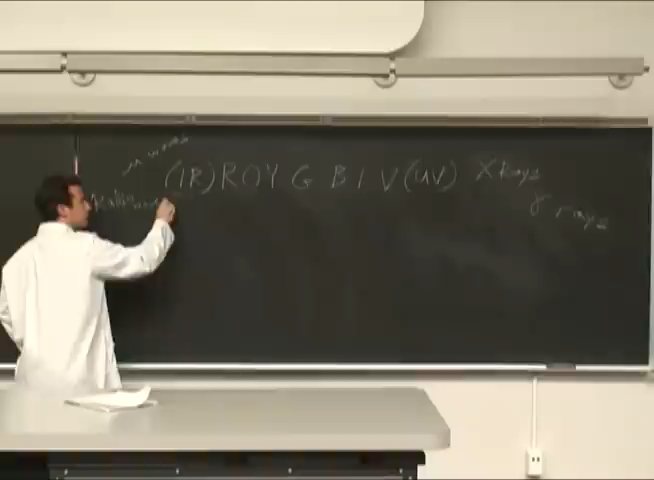 μ waves
(IR) R O Y G B I V (UV) X Rays
Radio waves
γ rays